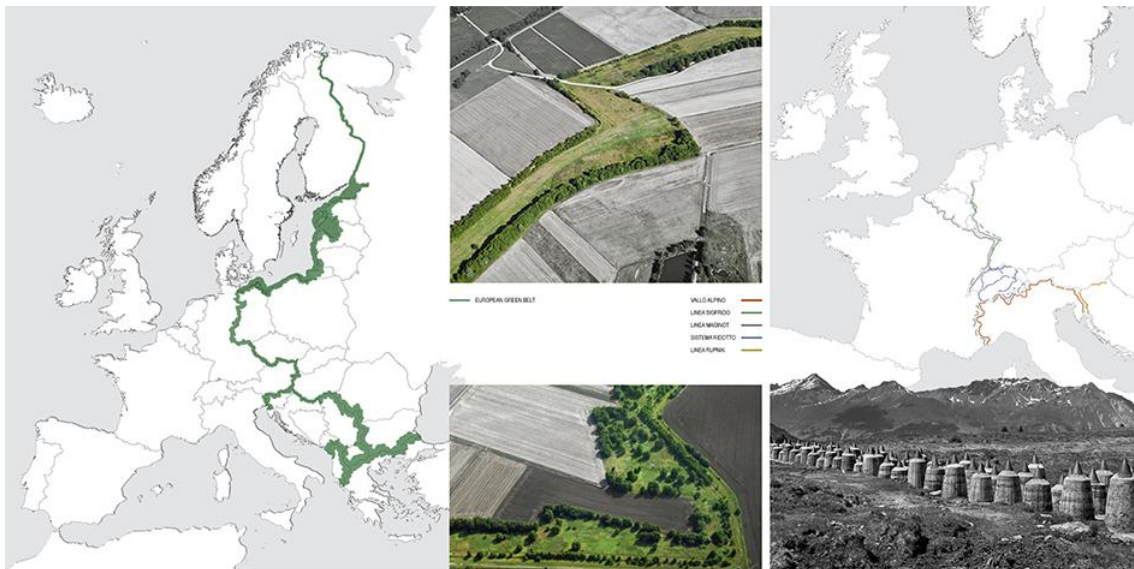 EUROPEAN GREEN BELT
VALLO ALPINO
LINEA SIGFRIDO
LINEA MAGINOT
SISTEMA RIDOTTO
LINEA RUPNIK